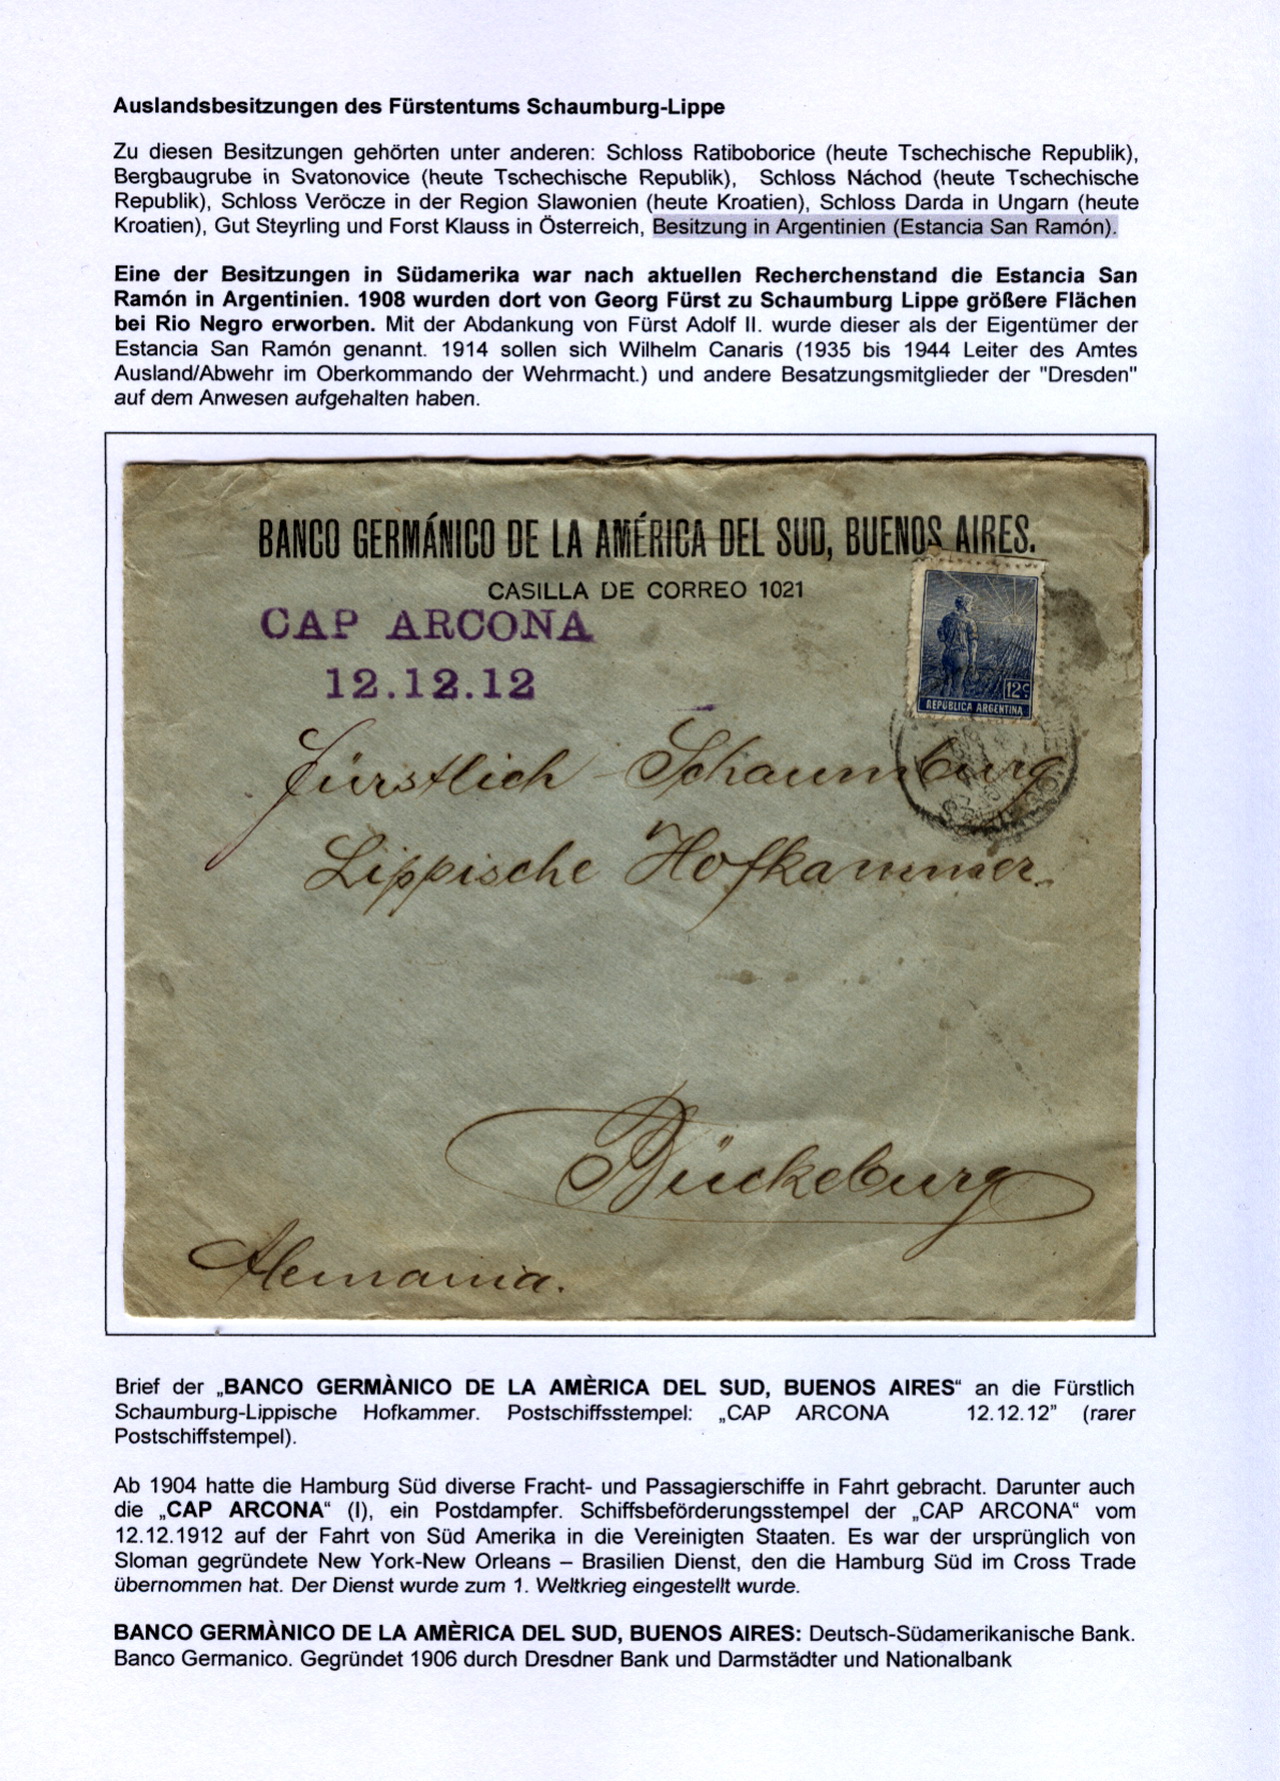 Auslandsbesitzungen des Fürstentums Schaumburg-Lippe
Zu diesen Besitzungen gehörten unter anderen: Schloss Ratiboborice (heute Tschechische Republik),
Bergbaugrube in Svatonovice (heute Tschechische Republik), Schloss Náchod (heute Tschechische
Republik), Schloss Veröcze in der Region Slawonien (heute Kroatien), Schloss Darda in Ungarn (heute
Kroatien), Gut Steyrling und Forst Klauss in Österreich, Besitzung in Argentinien (Estancia San Ramón).
Eine der Besitzungen in Südamerika war nach aktuellen Recherchenstand die Estancia San
Ramón in Argentinien. 1908 wurden dort von Georg Fürst zu Schaumburg Lippe größere Flächen
bei Rio Negro erworben. Mit der Abdankung von Fürst Adolf II. wurde dieser als der Eigentümer der
Estancia San Ramón genannt. 1914 sollen sich Wilhelm Canaris (1935 bis 1944 Leiter des Amtes
Ausland/Abwehr im Oberkommando der Wehrmacht.) und andere Besatzungsmitglieder der "Dresden"
auf dem Anwesen aufgehalten haben.
BANCO GERMÁNICO DE LA AMÉRICA DEL SUD, BUENOS AIRES.
CASILLA DE CORREO 1021
CAP ARCONA
12.12.12
12c
REPUBLICA ARGENTINA
Fürstlich - Schaumburg
Lippische Hofkammer.
Bückeburg
Alemania.
Brief der „BANCO GERMÀNICO DE LA AMÈRICA DEL SUD, BUENOS AIRES“ an die Fürstlich
Schaumburg-Lippische Hofkammer. Postschiffsstempel: „CAP ARCONA 12.12.12” (rarer
Postschiffstempel).
Ab 1904 hatte die Hamburg Süd diverse Fracht- und Passagierschiffe in Fahrt gebracht. Darunter auch
die „CAP ARCONA“ (I), ein Postdampfer. Schiffsbeförderungsstempel der „CAP ARCONA“ vom
12.12.1912 auf der Fahrt von Süd Amerika in die Vereinigten Staaten. Es war der ursprünglich von
Sloman gegründete New York-New Orleans – Brasilien Dienst, den die Hamburg Süd im Cross Trade
übernommen hat. Der Dienst wurde zum 1. Weltkrieg eingestellt wurde.
BANCO GERMÀNICO DE LA AMÈRICA DEL SUD, BUENOS AIRES: Deutsch-Südamerikanische Bank.
Banco Germanico. Gegründet 1906 durch Dresdner Bank und Darmstädter und Nationalbank